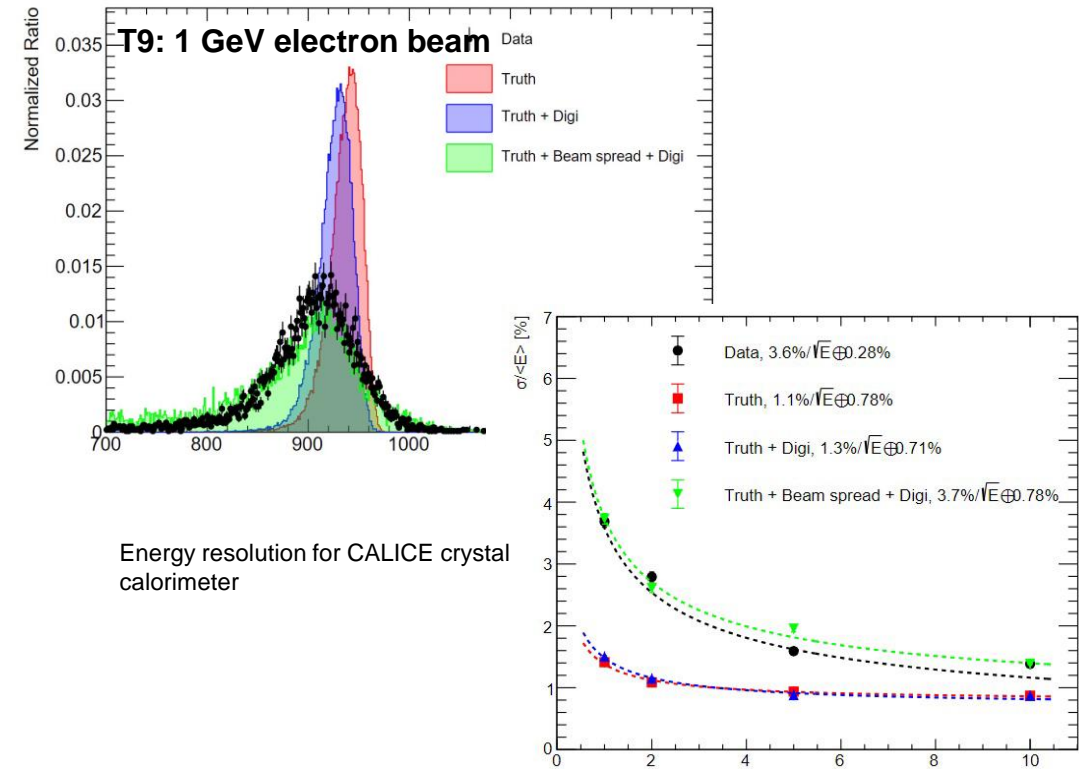 T9: 1 GeV electron beam
Normalized Ratio
0.035
0.03
0.025
0.02
0.015
0.01
0.005
0
700 800 900 1000
Data
Truth
Truth + Digi
Truth + Beam spread + Digi
Energy resolution for CALICE crystal
calorimeter
σ/<E> [%]
7
6
5
4
3
2
1
0
0 2 4 6 8 10
Data, 3.6%/√E⊕0.28%
Truth, 1.1%/√E⊕0.78%
Truth + Digi, 1.3%/√E⊕0.71%
Truth + Beam spread + Digi, 3.7%/√E⊕0.78%